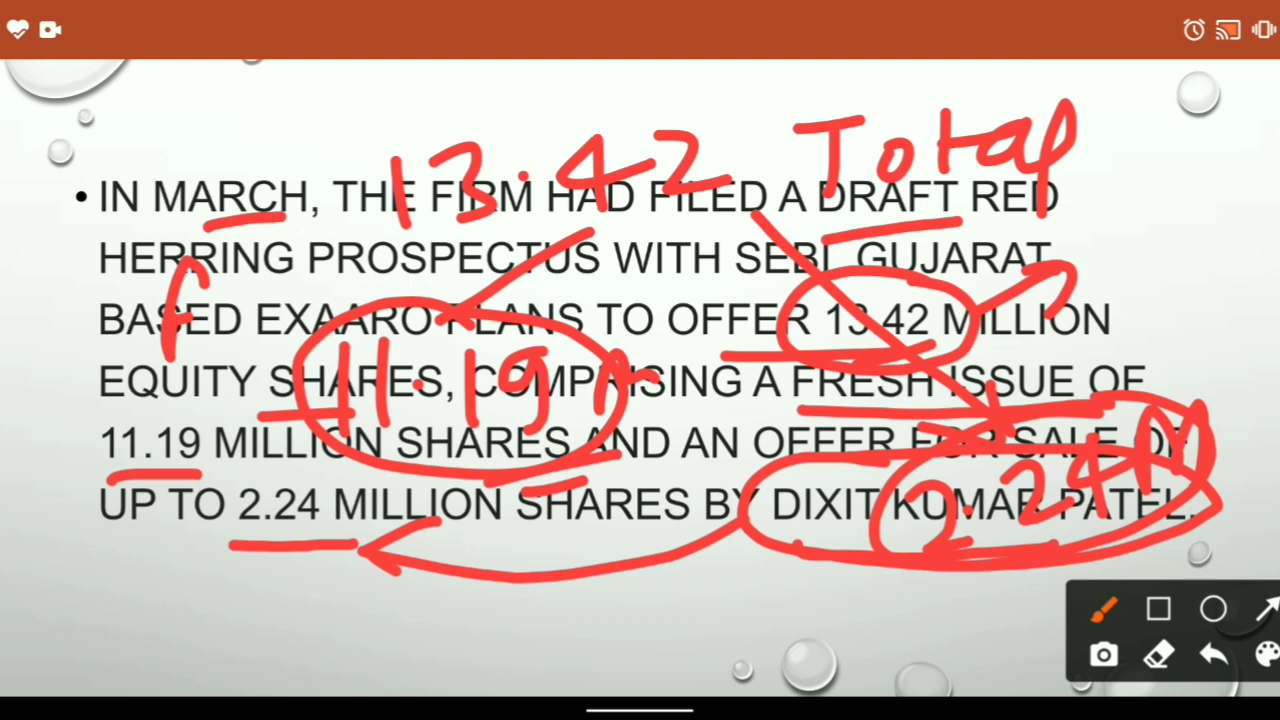 13.42 Total
• IN MARCH, THE FIRM HAD FILED A DRAFT RED
HERRING PROSPECTUS WITH SEBI. GUJARAT
BASED EXAARO PLANS TO OFFER 13.42 MILLION
EQUITY SHARES, COMPRISING A FRESH ISSUE OF
11.19 M
11.19 MILLION SHARES AND AN OFFER FOR SALE OF
UP TO 2.24 MILLION SHARES BY DIXIT KUMAR PATEL.
2.24 M